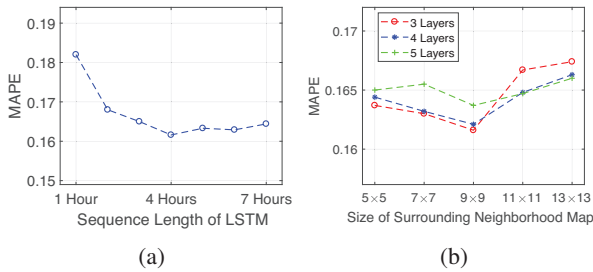 0.19
0.18
0.17
0.16
0.15
MAPE
1 Hour 4 Hours 7 Hours
Sequence Length of LSTM
(a)
3 Layers
4 Layers
5 Layers
0.17
0.165
0.16
MAPE
5×5 7×7 9×9 11×11 13×13
Size of Surrounding Neighborhood Map
(b)